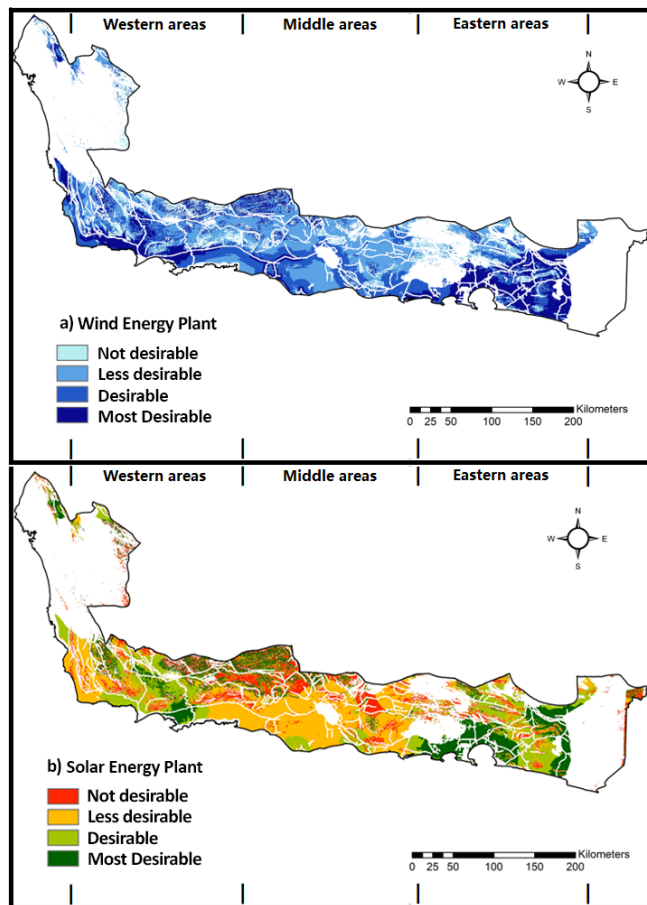 Western areas Middle areas Eastern areas
N
W E
S
a) Wind Energy Plant
Not desirable
Less desirable
Desirable
Most Desirable
Kilometers
0 25 50 100 150 200
Western areas Middle areas Eastern areas
N
W E
S
b) Solar Energy Plant
Not desirable
Less desirable
Desirable
Most Desirable
Kilometers
0 25 50 100 150 200